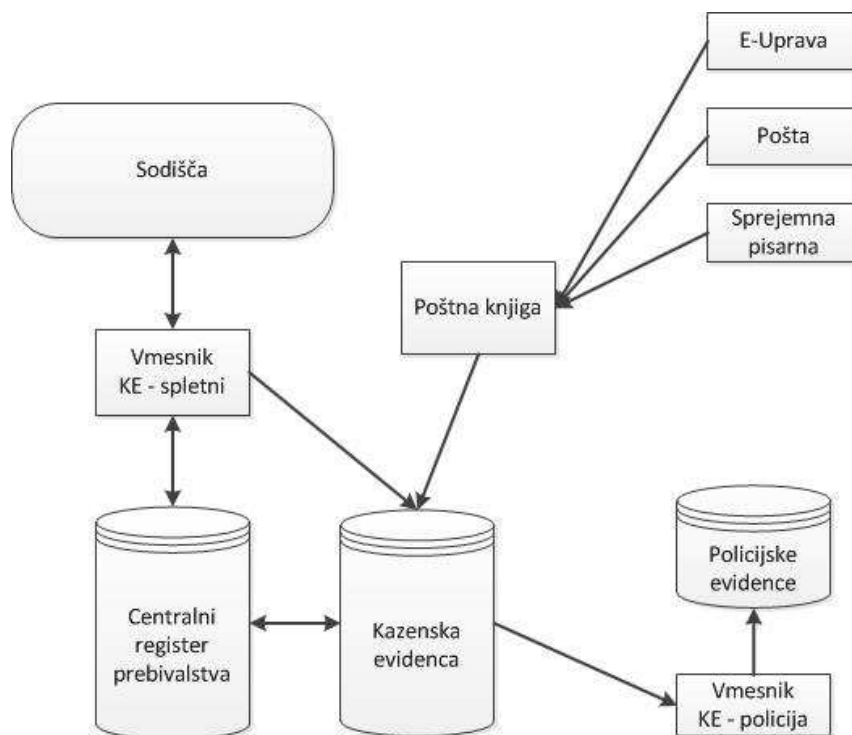 E-Uprava
Pošta
Sodišča
Sprejemna
pisarna
Poštna knjiga
Vmesnik
KE - spletni
Policijske
evidence
Centralni
register
prebivalstva
Kazenska
evidenca
Vmesnik
KE - policija